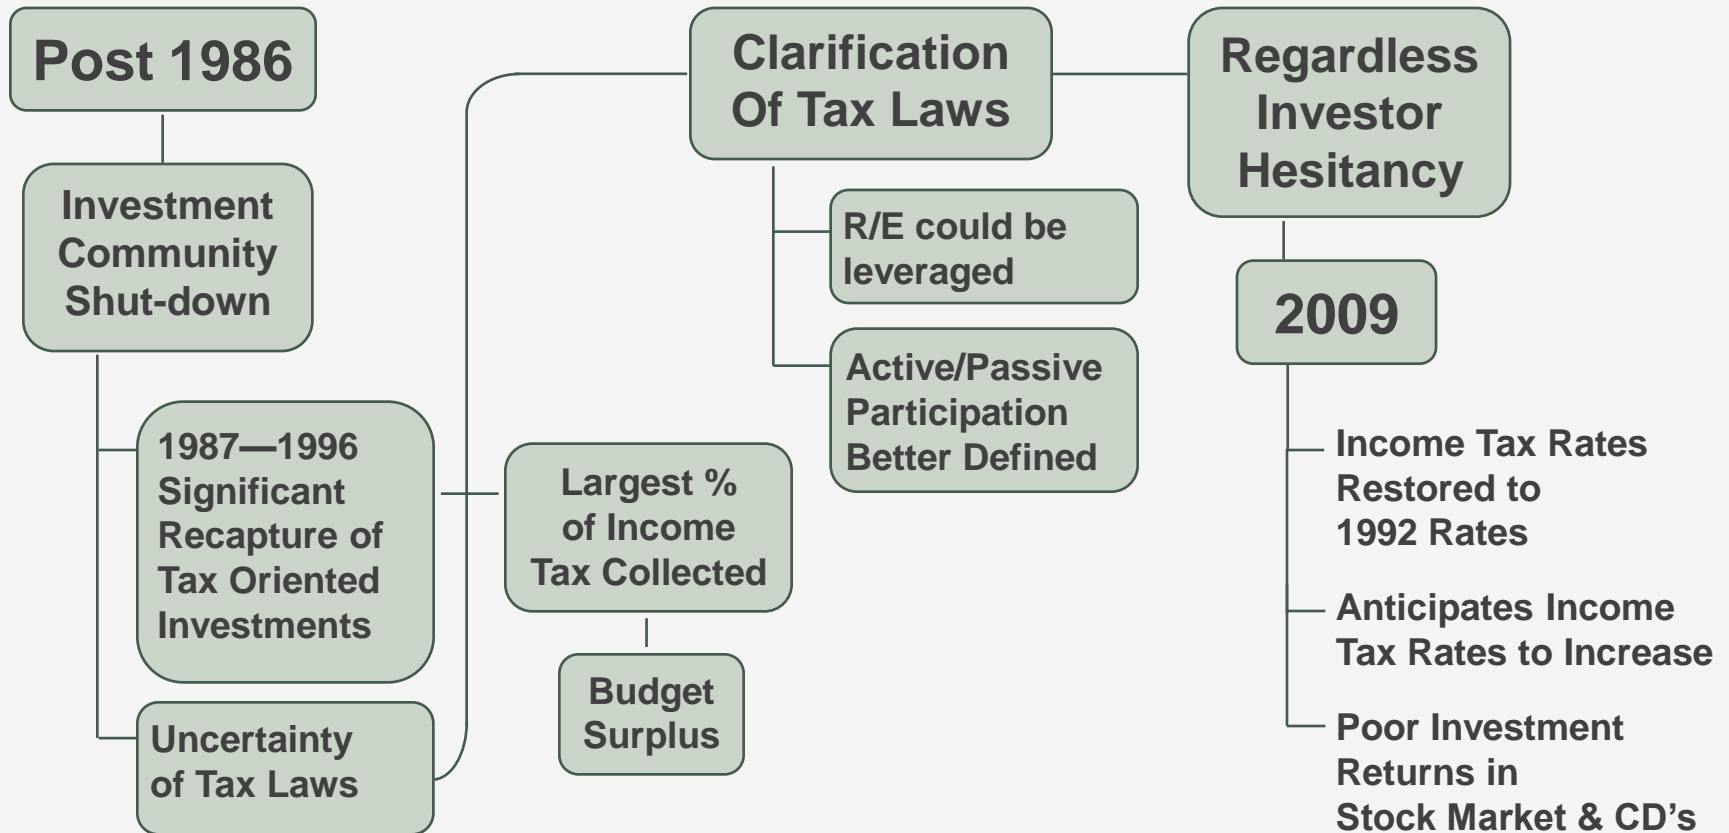 Post 1986
Investment
Community
Shut-down
1987—1996
Significant
Recapture of
Tax Oriented
Investments
Uncertainty
of Tax Laws
Largest %
of Income
Tax Collected
Budget
Surplus
Clarification
Of Tax Laws
R/E could be
leveraged
Active/Passive
Participation
Better Defined
Regardless
Investor
Hesitancy
2009
Income Tax Rates
Restored to
1992 Rates
Anticipates Income
Tax Rates to Increase
Poor Investment
Returns in
Stock Market & CD’s